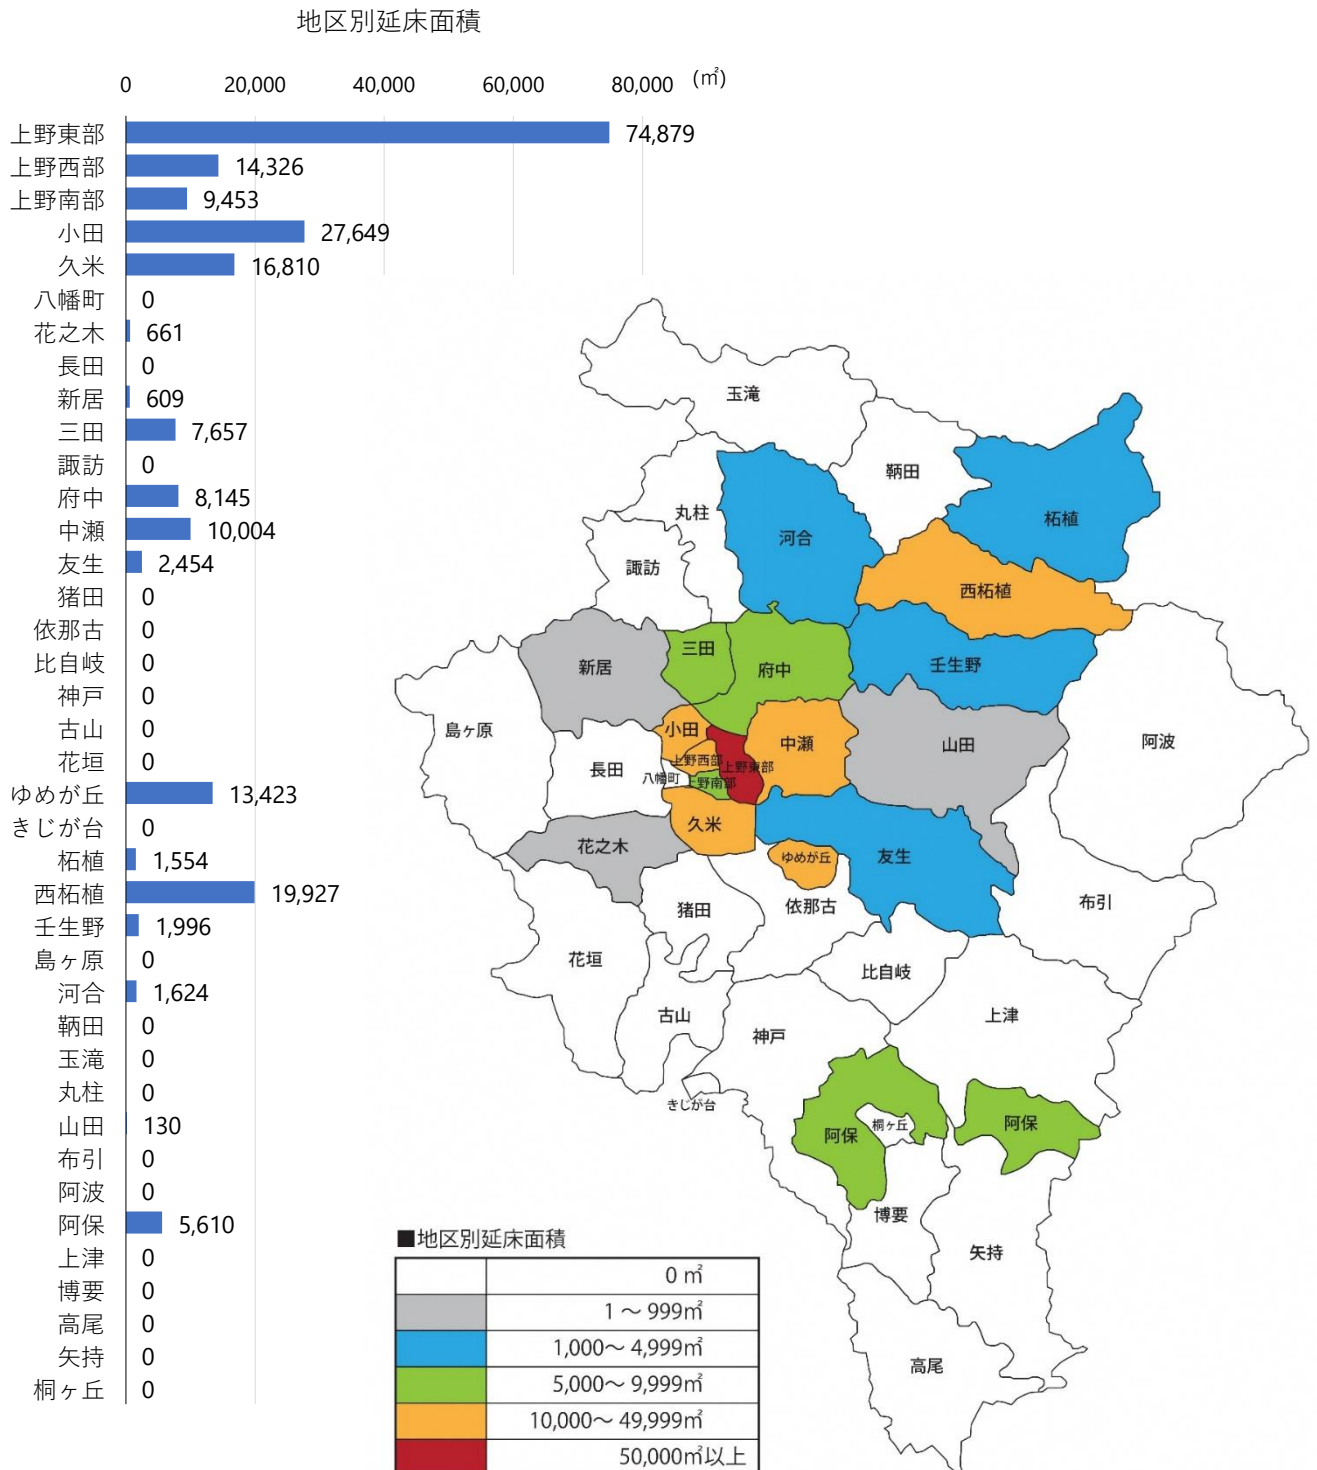 地区別延床面積
0 20,000 40,000 60,000 80,000 (㎡)
上野東部 74,879
上野西部 14,326
上野南部 9,453
小田 27,649
久米 16,810
八幡町 0
花之木 661
長田 0
新居 609
三田 7,657
諏訪 0
府中 8,145
中瀬 10,004
友生 2,454
猪田 0
依那古 0
比自岐 0
神戸 0
古山 0
花垣 0
ゆめが丘 13,423
きじが台 0
柘植 1,554
西柘植 19,927
壬生野 1,996
島ヶ原 0
河合 1,624
鞆田 0
玉滝 0
丸柱 0
山田 130
布引 0
阿波 0
阿保 5,610
上津 0
博要 0
高尾 0
矢持 0
桐ヶ丘 0
玉滝
鞆田
丸柱
柘植
河合
諏訪
西柘植
三田
新居
壬生野
府中
島ヶ原
小田
中瀬
山田
阿波
上野西部
上野東部
長田
八幡町
上野南部
久米
花之木
ゆめが丘
友生
猪田
依那古
布引
花垣
比自岐
古山
上津
神戸
きじが台
阿保
桐ヶ丘
阿保
博要
矢持
高尾
■地区別延床面積
0㎡
1～999㎡
1,000～4,999㎡
5,000～9,999㎡
10,000～49,999㎡
50,000㎡以上